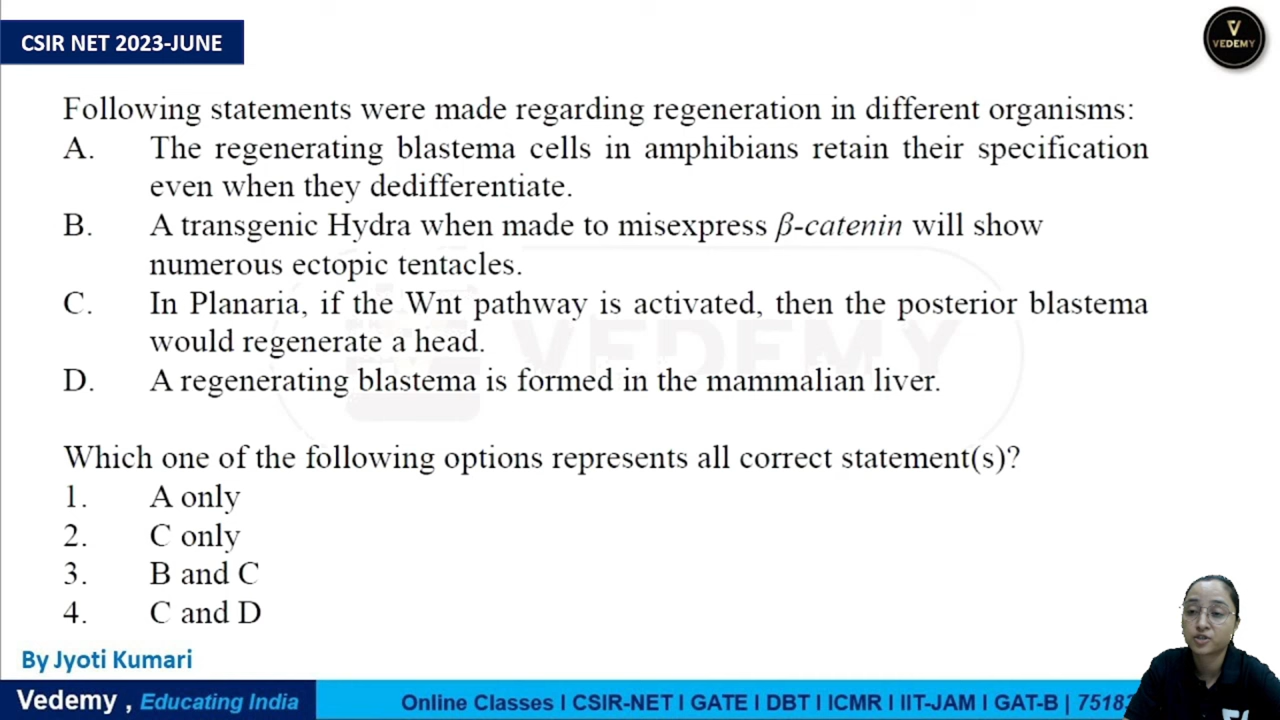 CSIR NET 2023-JUNE
VEDEMY
Following statements were made regarding regeneration in different organisms:
A. The regenerating blastema cells in amphibians retain their specification
even when they dedifferentiate.
B. A transgenic Hydra when made to misexpress β-catenin will show
numerous ectopic tentacles.
C. In Planaria, if the Wnt pathway is activated, then the posterior blastema
would regenerate a head.
D. A regenerating blastema is formed in the mammalian liver.
VEDEMY
Which one of the following options represents all correct statement(s)?
1. A only
2. C only
3. B and C
4. C and D
By Jyoti Kumari
Vedemy , Educating India
Online Classes I CSIR-NET I GATE I DBT I ICMR I IIT-JAM I GAT-B | 7518